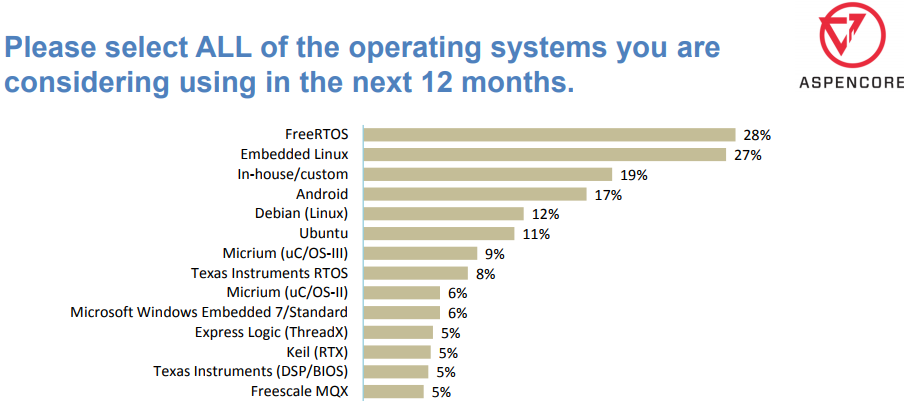 Please select ALL of the operating systems you are
considering using in the next 12 months.
ASPENCORE
FreeRTOS 28%
Embedded Linux 27%
In-house/custom 19%
Android 17%
Debian (Linux) 12%
Ubuntu 11%
Micrium (uC/OS-III) 9%
Texas Instruments RTOS 8%
Micrium (uC/OS-II) 6%
Microsoft Windows Embedded 7/Standard 6%
Express Logic (ThreadX) 5%
Keil (RTX) 5%
Texas Instruments (DSP/BIOS) 5%
Freescale MQX 5%